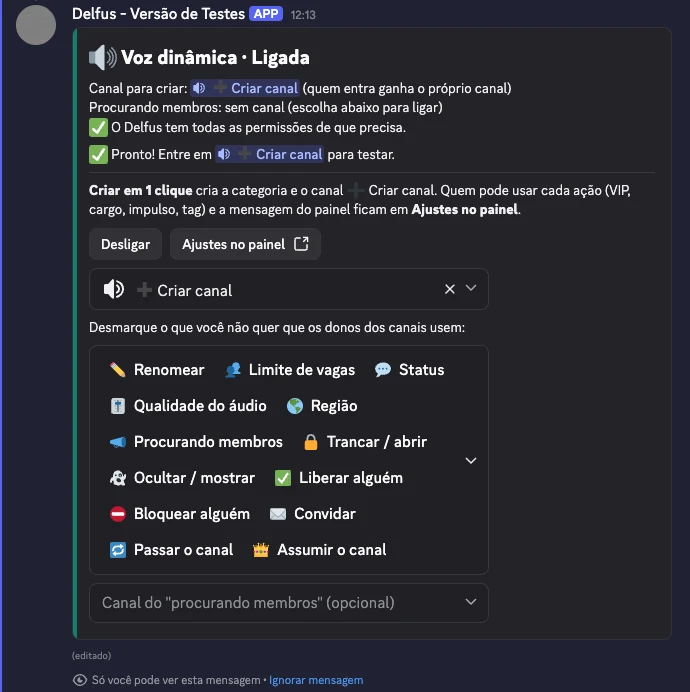 Delfus - Versão de Testes APP 12:13
Voz dinâmica · Ligada
Canal para criar: ➕ Criar canal (quem entra ganha o próprio canal)
Procurando membros: sem canal (escolha abaixo para ligar)
✅ O Delfus tem todas as permissões de que precisa.
✅ Pronto! Entre em ➕ Criar canal para testar.
Criar em 1 clique cria a categoria e o canal ➕ Criar canal. Quem pode usar cada ação (VIP,
cargo, impulso, tag) e a mensagem do painel ficam em Ajustes no painel.
Desligar Ajustes no painel
➕ Criar canal
Desmarque o que você não quer que os donos dos canais usem:
Renomear Limite de vagas Status
Qualidade do áudio Região
Procurando membros Trancar / abrir
Ocultar / mostrar Liberar alguém
Bloquear alguém Convidar
Passar o canal Assumir o canal
Canal do "procurando membros" (opcional)
(editado)
Só você pode ver esta mensagem • Ignorar mensagem